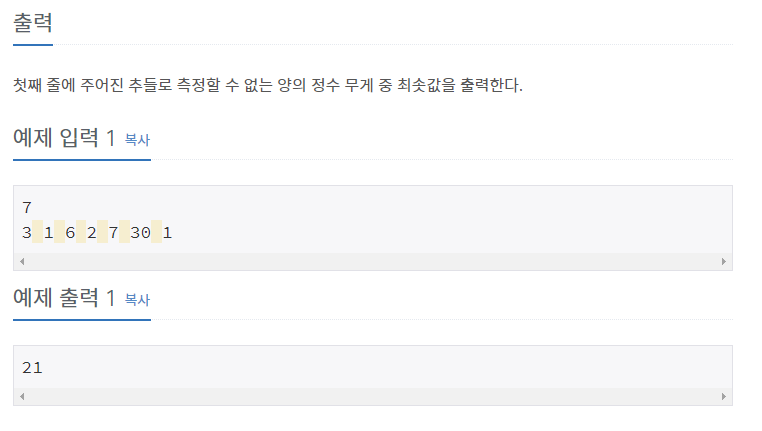 출력
첫째 줄에 주어진 추들로 측정할 수 없는 양의 정수 무게 중 최솟값을 출력한다.
예제 입력 1 복사
7
3 1 6 2 7 30 1
예제 출력 1 복사
21